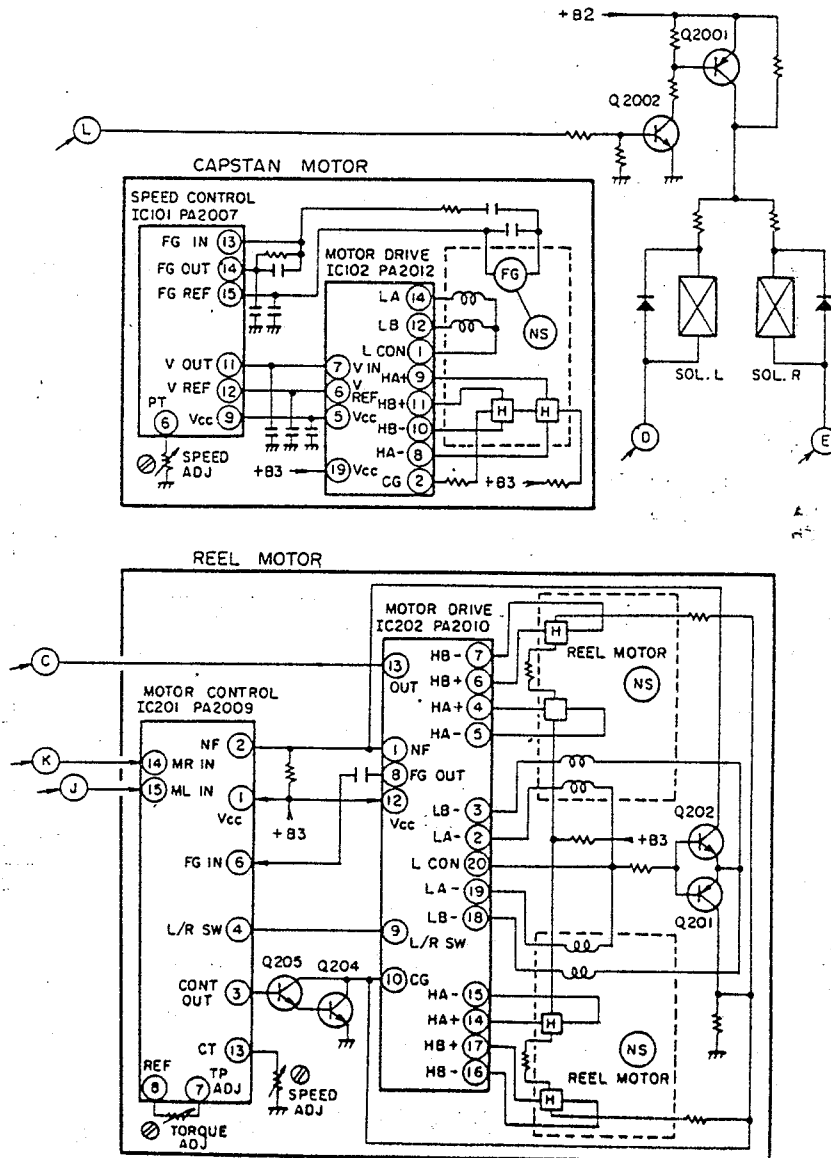 +B2
Q2001
Q2002
L
CAPSTAN MOTOR
SPEED CONTROL
IC101 PA2007
FG IN 13
FG OUT 14
FG REF 15
V OUT 11
V REF 12
PT
6
Vcc 9
SPEED
ADJ
MOTOR DRIVE
IC102 PA2012
LA 14
LB 12
L CON 1
7 V IN
HA+ 9
6 V
REF
HB+ 11
5 Vcc
HB- 10
HA- 8
+B3
19 Vcc
CG 2
+B3
FG
NS
H
H
SOL. L
SOL. R
D
E
REEL MOTOR
C
MOTOR DRIVE
IC202 PA2010
13
OUT
HB- 7
HB+ 6
HA+ 4
HA- 5
H
REEL MOTOR
NS
MOTOR CONTROL
IC201 PA2009
NF 2
1 NF
K
14 MR IN
8 FG OUT
J
15 ML IN
1
Vcc
+B3
12
Vcc
LB- 3
LA- 2
+B3
Q202
FG IN 6
L CON 20
LA- 19
Q201
LB- 18
L/R SW 4
9
L/R SW
Q205
Q204
CONT
OUT 3
10 CG
HA- 15
HA+ 14
HB+ 17
HB- 16
H
NS
REEL MOTOR
H
CT 13
SPEED
ADJ
REF
8
7
TP
ADJ
TORQUE
ADJ